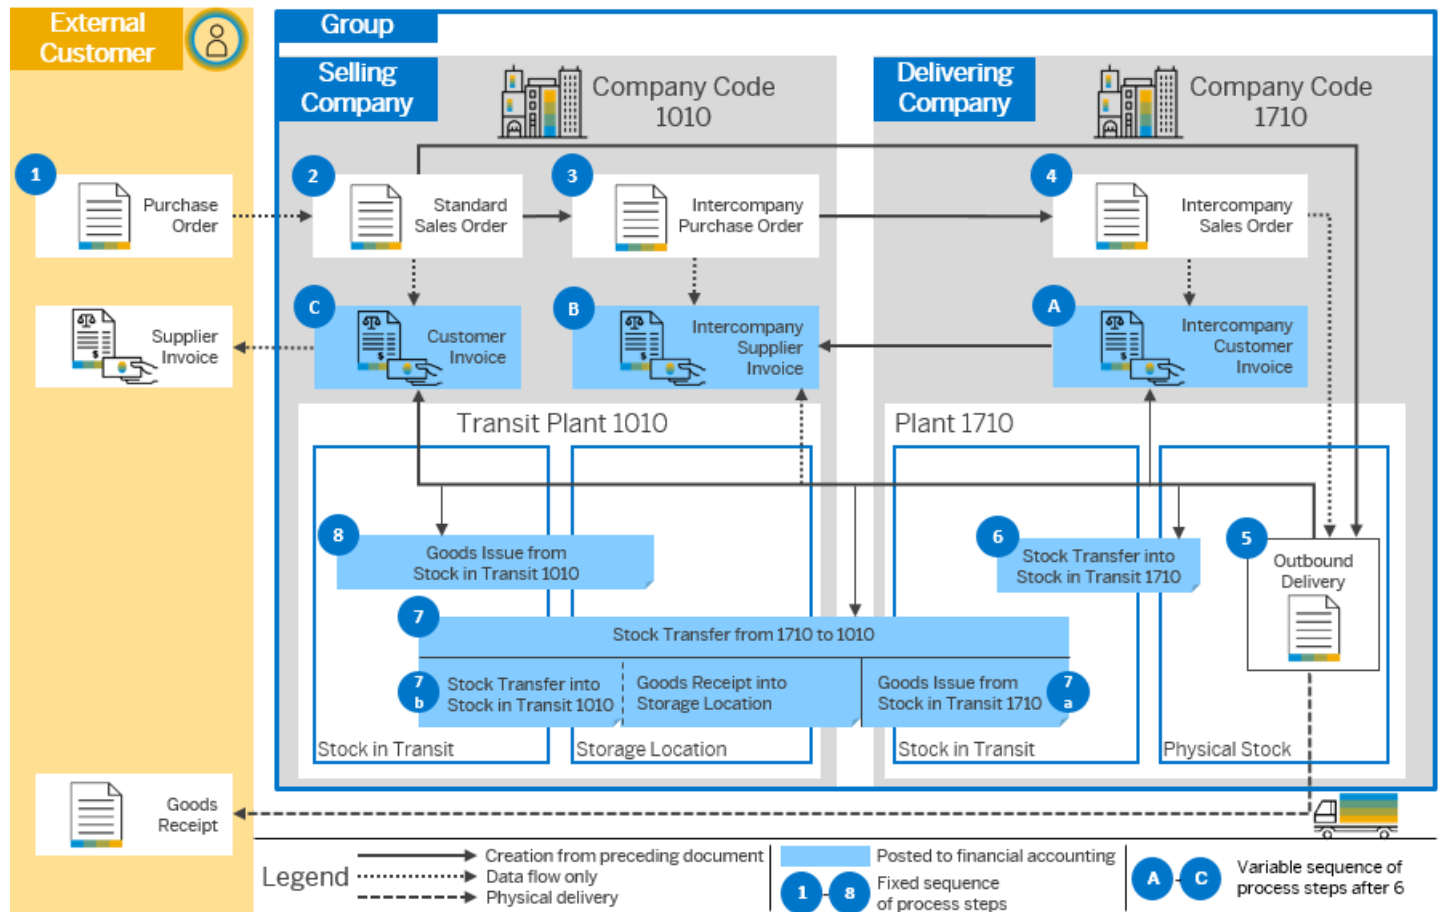 External
Customer
Group
Selling
Company
Company Code
1010
Delivering
Company
Company Code
1710
1
Purchase
Order
2
Standard
Sales Order
3
Intercompany
Purchase Order
4
Intercompany
Sales Order
Supplier
Invoice
C
Customer
Invoice
B
Intercompany
Supplier
Invoice
A
Intercompany
Customer
Invoice
$
$
$
$
Transit Plant 1010
Plant 1710
8
Goods Issue from
Stock in Transit 1010
6
Stock Transfer into
Stock in Transit 1710
5
Outbound
Delivery
7
Stock Transfer from 1710 to 1010
7
b
Stock Transfer into
Stock in Transit 1010
Goods Receipt into
Storage Location
Goods Issue from
Stock in Transit 1710
7
a
Stock in Transit
Storage Location
Stock in Transit
Physical Stock
Goods
Receipt
Legend
Creation from preceding document
Data flow only
Physical delivery
Posted to financial accounting
1 - 8
Fixed sequence
of process steps
A - C
Variable sequence of
process steps after 6